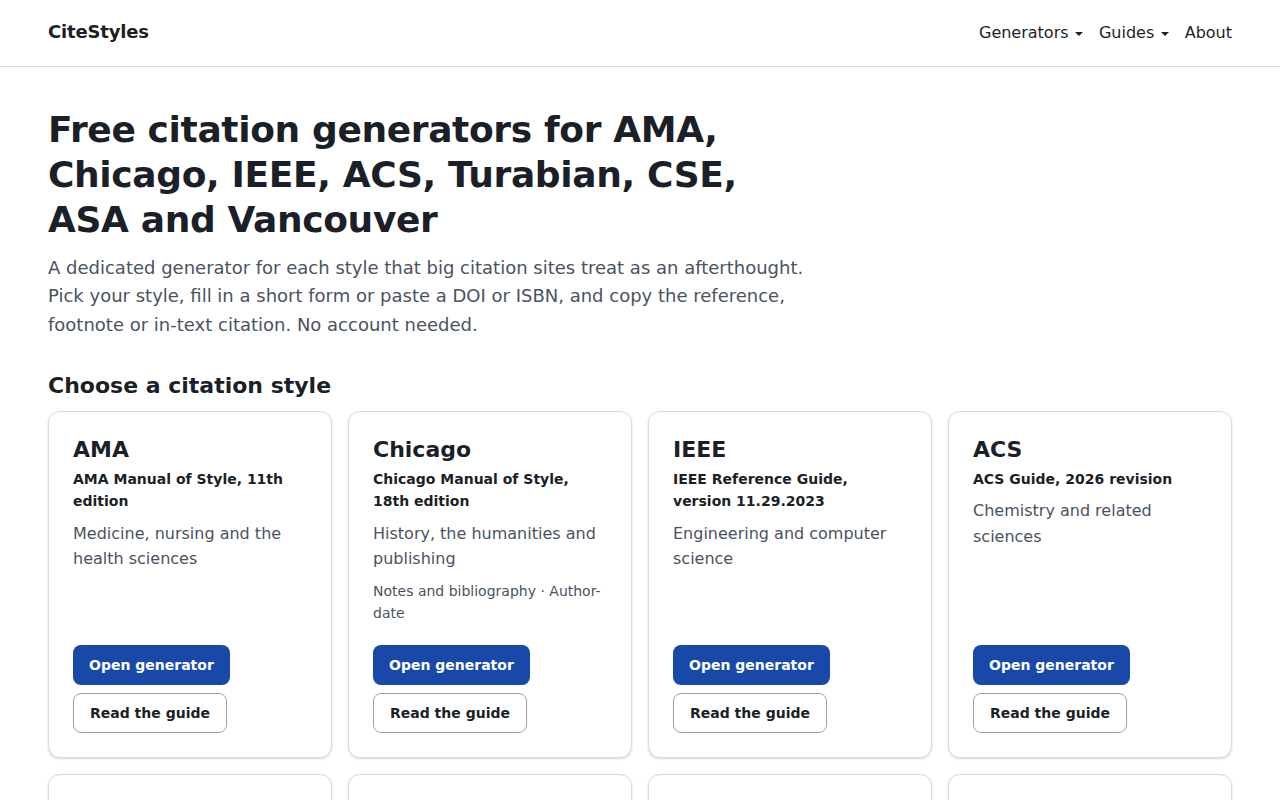 CiteStyles
Generators
Guides
About
Free citation generators for AMA,
Chicago, IEEE, ACS, Turabian, CSE,
ASA and Vancouver
A dedicated generator for each style that big citation sites treat as an afterthought.
Pick your style, fill in a short form or paste a DOI or ISBN, and copy the reference,
footnote or in-text citation. No account needed.
Choose a citation style
AMA
AMA Manual of Style, 11th
edition
Medicine, nursing and the
health sciences
Open generator
Read the guide
Chicago
Chicago Manual of Style,
18th edition
History, the humanities and
publishing
Notes and bibliography · Author-
date
Open generator
Read the guide
IEEE
IEEE Reference Guide,
version 11.29.2023
Engineering and computer
science
Open generator
Read the guide
ACS
ACS Guide, 2026 revision
Chemistry and related
sciences
Open generator
Read the guide